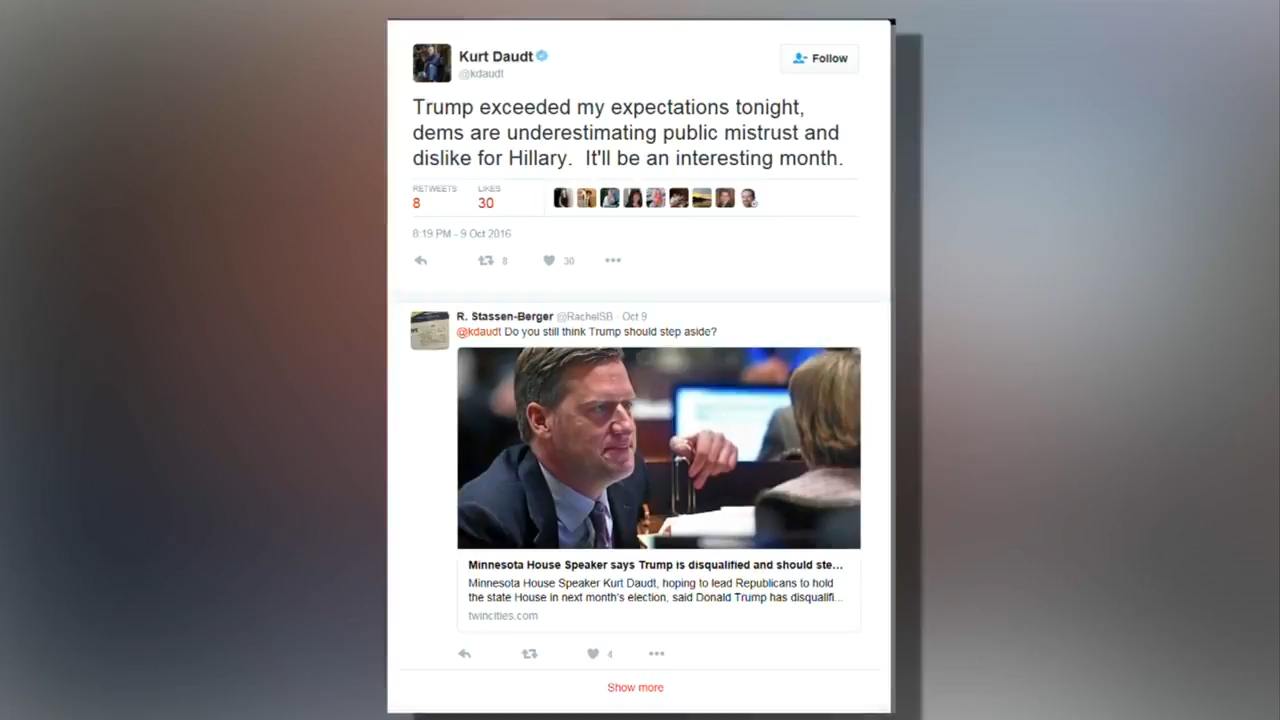 Kurt Daudt
@kdaudt
Follow
Trump exceeded my expectations tonight,
dems are underestimating public mistrust and
dislike for Hillary. It'll be an interesting month.
RETWEETS LIKES
8 30
8:19 PM - 9 Oct 2016
8 30
R. Stassen-Berger @RachelSB · Oct 9
@kdaudt Do you still think Trump should step aside?
Minnesota House Speaker says Trump is disqualified and should ste...
Minnesota House Speaker Kurt Daudt, hoping to lead Republicans to hold
the state House in next month's election, said Donald Trump has disqualifi...
twincities.com
4
Show more